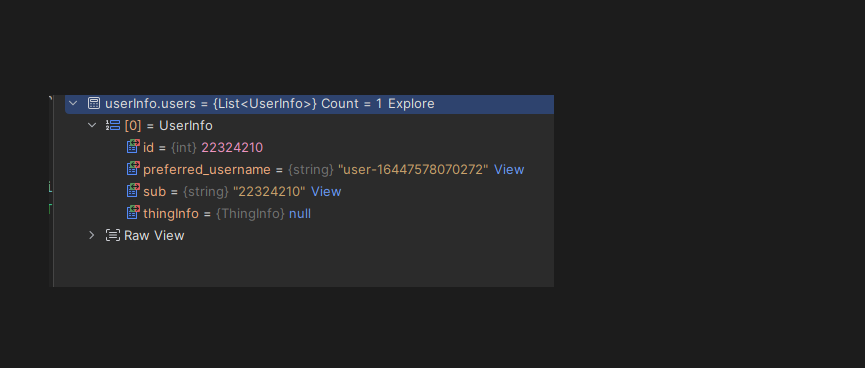 userInfo.users = {List<UserInfo>} Count = 1 Explore
[0] = UserInfo
id = {int} 22324210
preferred_username = {string} "user-16447578070272" View
sub = {string} "22324210" View
thingInfo = {ThingInfo} null
Raw View